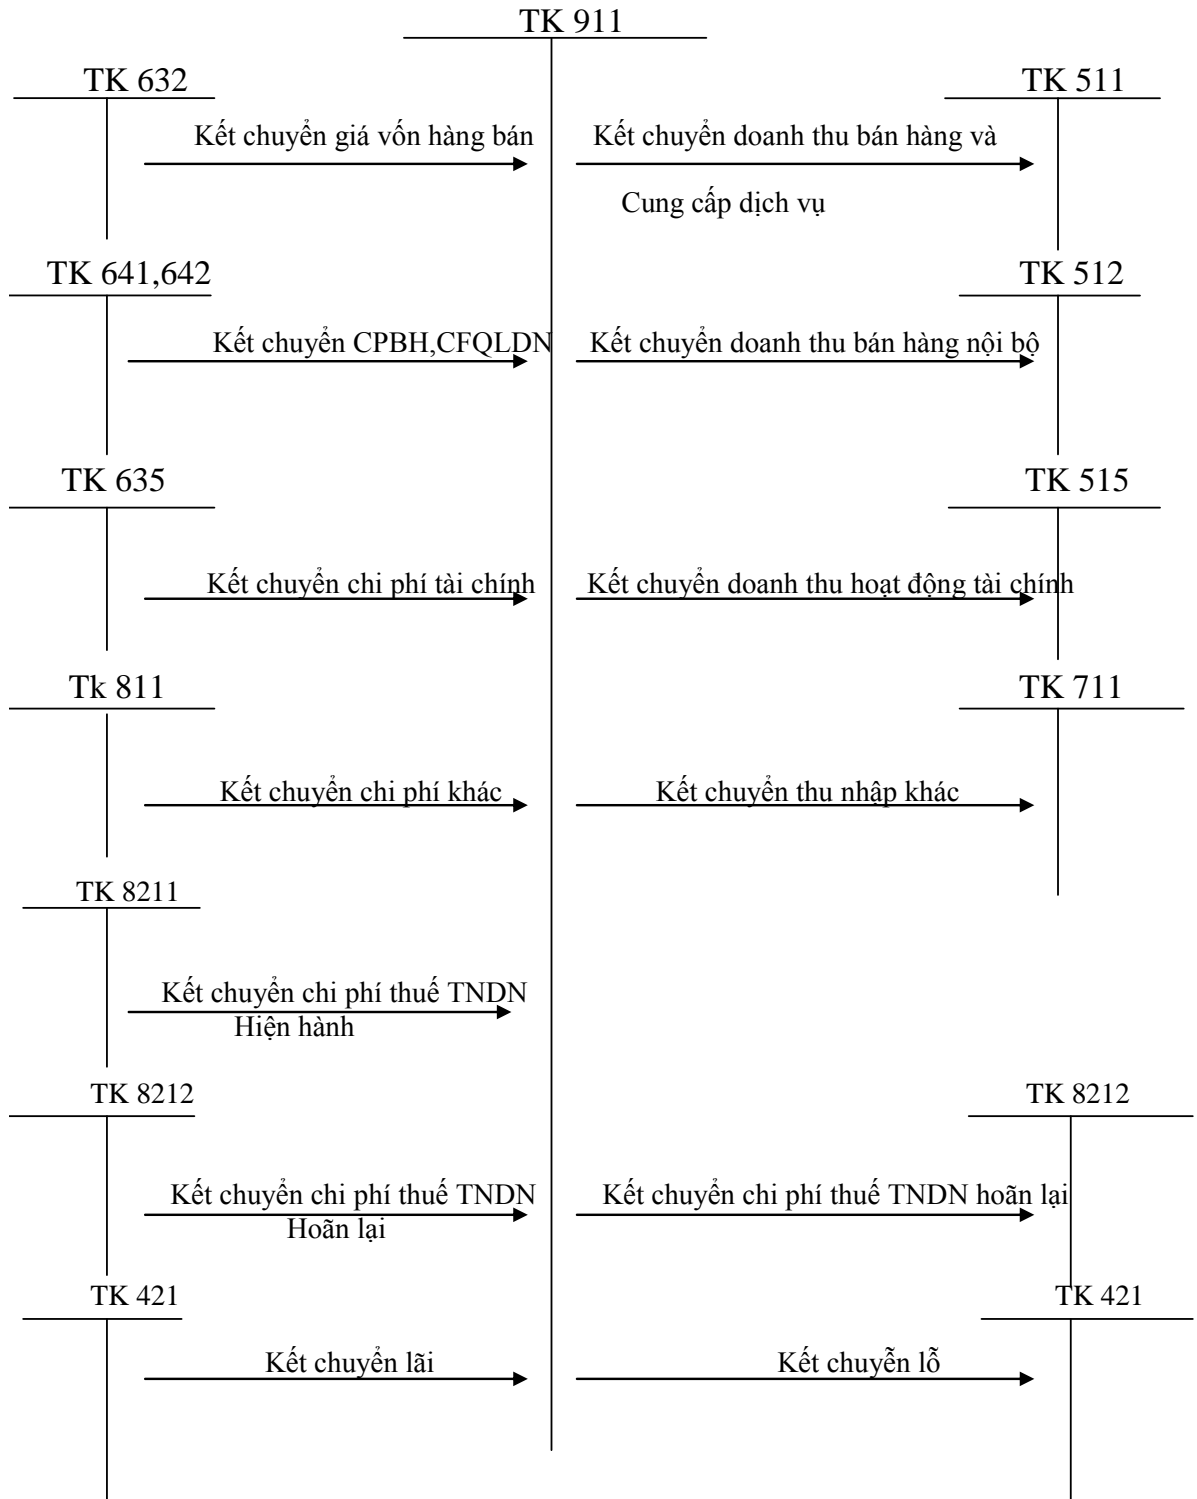 TK 911
TK 632
TK 511
Kết chuyển giá vốn hàng bán
Kết chuyển doanh thu bán hàng và
Cung cấp dịch vụ
TK 641,642
TK 512
Kết chuyển CPBH,CFQLDN
Kết chuyển doanh thu bán hàng nội bộ
TK 635
TK 515
Kết chuyển chi phí tài chính
Kết chuyển doanh thu hoạt động tài chính
Tk 811
TK 711
Kết chuyển chi phí khác
Kết chuyển thu nhập khác
TK 8211
Kết chuyển chi phí thuế TNDN
Hiện hành
TK 8212
TK 8212
Kết chuyển chi phí thuế TNDN
Hoãn lại
Kết chuyển chi phí thuế TNDN hoãn lại
TK 421
TK 421
Kết chuyển lãi
Kết chuyễn lỗ